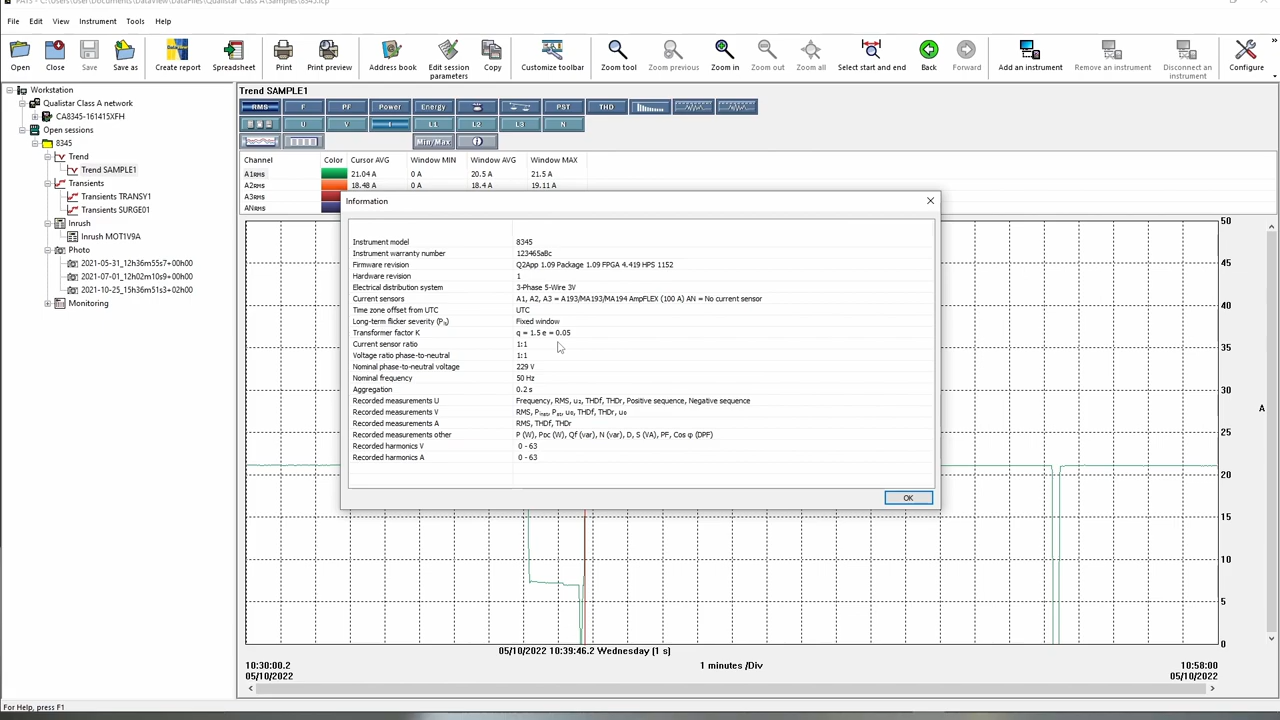 File Edit View Instrument Tools Help
Open Close Save Save as Create report Spreadsheet Print Print preview Address book Edit session parameters Copy Customize toolbar Zoom tool Zoom previous Zoom in Zoom out Zoom all Select start and end Back Forward Add an instrument Remove an instrument Disconnect an instrument Configure
Workstation
Qualistar Class A network
CA8345-161415XFH
Open sessions
8345
Trend
Trend SAMPLE1
Transients
Transients TRANSY1
Transients SURGE01
Inrush
Inrush MOT1V9A
Photo
2021-05-31_12h36m55s7+00h00
2021-07-01_12h02m10s9+00h00
2021-10-25_15h36m51s3+02h00
Monitoring
Trend SAMPLE1
RMS F PF Power Energy PST THD
U V I L1 L2 L3 N
Min/Max
Channel Color Cursor AVG Window MIN Window AVG Window MAX
A1RMS 21.04 A 0 A 20.5 A 21.5 A
A2RMS 18.48 A 0 A 18.4 A 19.11 A
A3RMS
ANRMS
Information
Instrument model 8345
Instrument warranty number 123465aBc
Firmware revision Q2App 1.09 Package 1.09 FPGA 4.419 HPS 1152
Hardware revision 1
Electrical distribution system 3-Phase 5-Wire 3V
Current sensors A1, A2, A3 = A193/MA193/MA194 AmpFLEX (100 A) AN = No current sensor
Time zone offset from UTC UTC
Long-term flicker severity Fixed window
Transformer factor K q = 1.5 e = 0.05
Current sensor ratio 1:1
Voltage ratio phase-to-neutral 1:1
Nominal phase-to-neutral voltage 229 V
Nominal frequency 50 Hz
Aggregation 0.2 s
Recorded measurements U Frequency, RMS, u₂, THDf, THDr, Positive sequence, Negative sequence
Recorded measurements V RMS, Pinst, Pst, u₀, THDf, THDr, u₀
Recorded measurements A RMS, THDf, THDr
Recorded measurements other P (W), PDC (W), Qf (var), N (var), D, S (VA), PF, Cos φ (DPF)
Recorded harmonics V 0 - 63
Recorded harmonics A 0 - 63
OK
50
45
40
35
30
25
A
20
15
10
5
0
05/10/2022 10:39:46.2 Wednesday (1 s)
10:30:00.2 1 minutes /Div 10:58:00
05/10/2022 05/10/2022
For Help, press F1